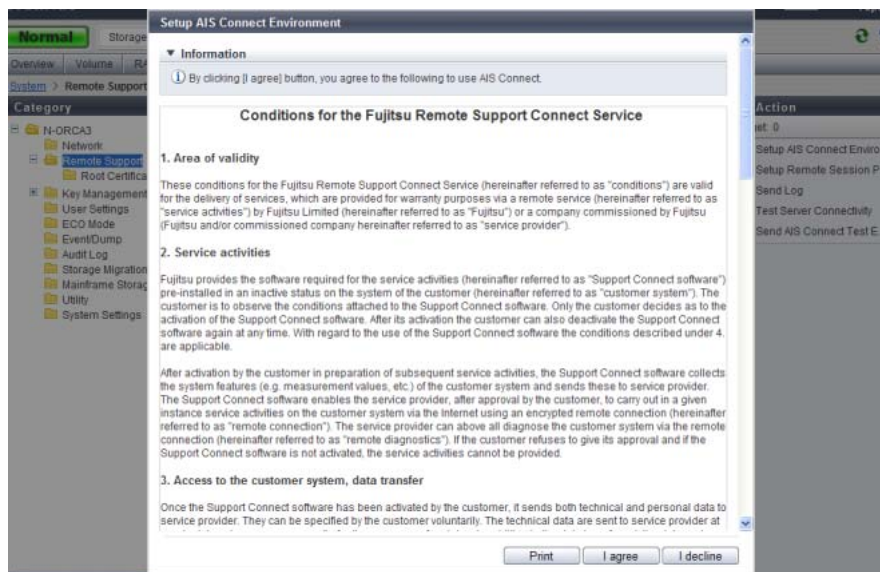 Setup AIS Connect Environment
Normal
Storage
Information
Overview Volume RA
By clicking [I agree] button, you agree to the following to use AIS Connect.
System > Remote Support
Category
Action
Conditions for the Fujitsu Remote Support Connect Service
N-ORCA3
Network
Remote Support
Root Certifica
Key Management
User Settings
ECO Mode
Event/Dump
Audit Log
Storage Migration
Mainframe Storag
Utility
System Settings
1. Area of validity
These conditions for the Fujitsu Remote Support Connect Service (hereinafter referred to as "conditions") are valid
for the delivery of services, which are provided for warranty purposes via a remote service (hereinafter referred to as
"service activities") by Fujitsu Limited (hereinafter referred to as "Fujitsu") or a company commissioned by Fujitsu
(Fujitsu and/or commissioned company hereinafter referred to as "service provider").
2. Service activities
Fujitsu provides the software required for the service activities (hereinafter referred to as "Support Connect software")
pre-installed in an inactive status on the system of the customer (hereinafter referred to as "customer system"). The
customer is to observe the conditions attached to the Support Connect software. Only the customer decides as to the
activation of the Support Connect software. After its activation the customer can also deactivate the Support Connect
software again at any time. With regard to the use of the Support Connect software the conditions described under 4.
are applicable.
After activation by the customer in preparation of subsequent service activities, the Support Connect software collects
the system features (e.g. measurement values, etc.) of the customer system and sends these to service provider.
The Support Connect software enables the service provider, after approval by the customer, to carry out in a given
instance service activities on the customer system via the Internet using an encrypted remote connection (hereinafter
referred to as "remote connection"). The service provider can above all diagnose the customer system via the remote
connection (hereinafter referred to as "remote diagnostics"). If the customer refuses to give its approval and if the
Support Connect software is not activated, the service activities cannot be provided.
3. Access to the customer system, data transfer
Once the Support Connect software has been activated by the customer, it sends both technical and personal data to
service provider. They can be specified by the customer voluntarily. The technical data are sent to service provider at
et: 0
Setup AIS Connect Enviro
Setup Remote Session P
Send Log
Test Server Connectivity
Send AIS Connect Test E
Print
I agree
I decline